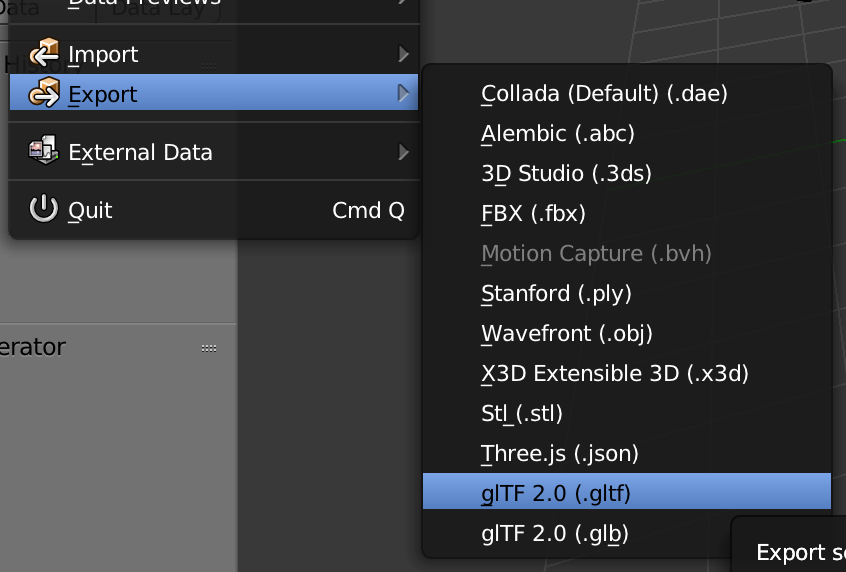 Data Previews
Import
Export
External Data
Quit Cmd Q
erator
Collada (Default) (.dae)
Alembic (.abc)
3D Studio (.3ds)
FBX (.fbx)
Motion Capture (.bvh)
Stanford (.ply)
Wavefront (.obj)
X3D Extensible 3D (.x3d)
Stl (.stl)
Three.js (.json)
glTF 2.0 (.gltf)
glTF 2.0 (.glb)
Export